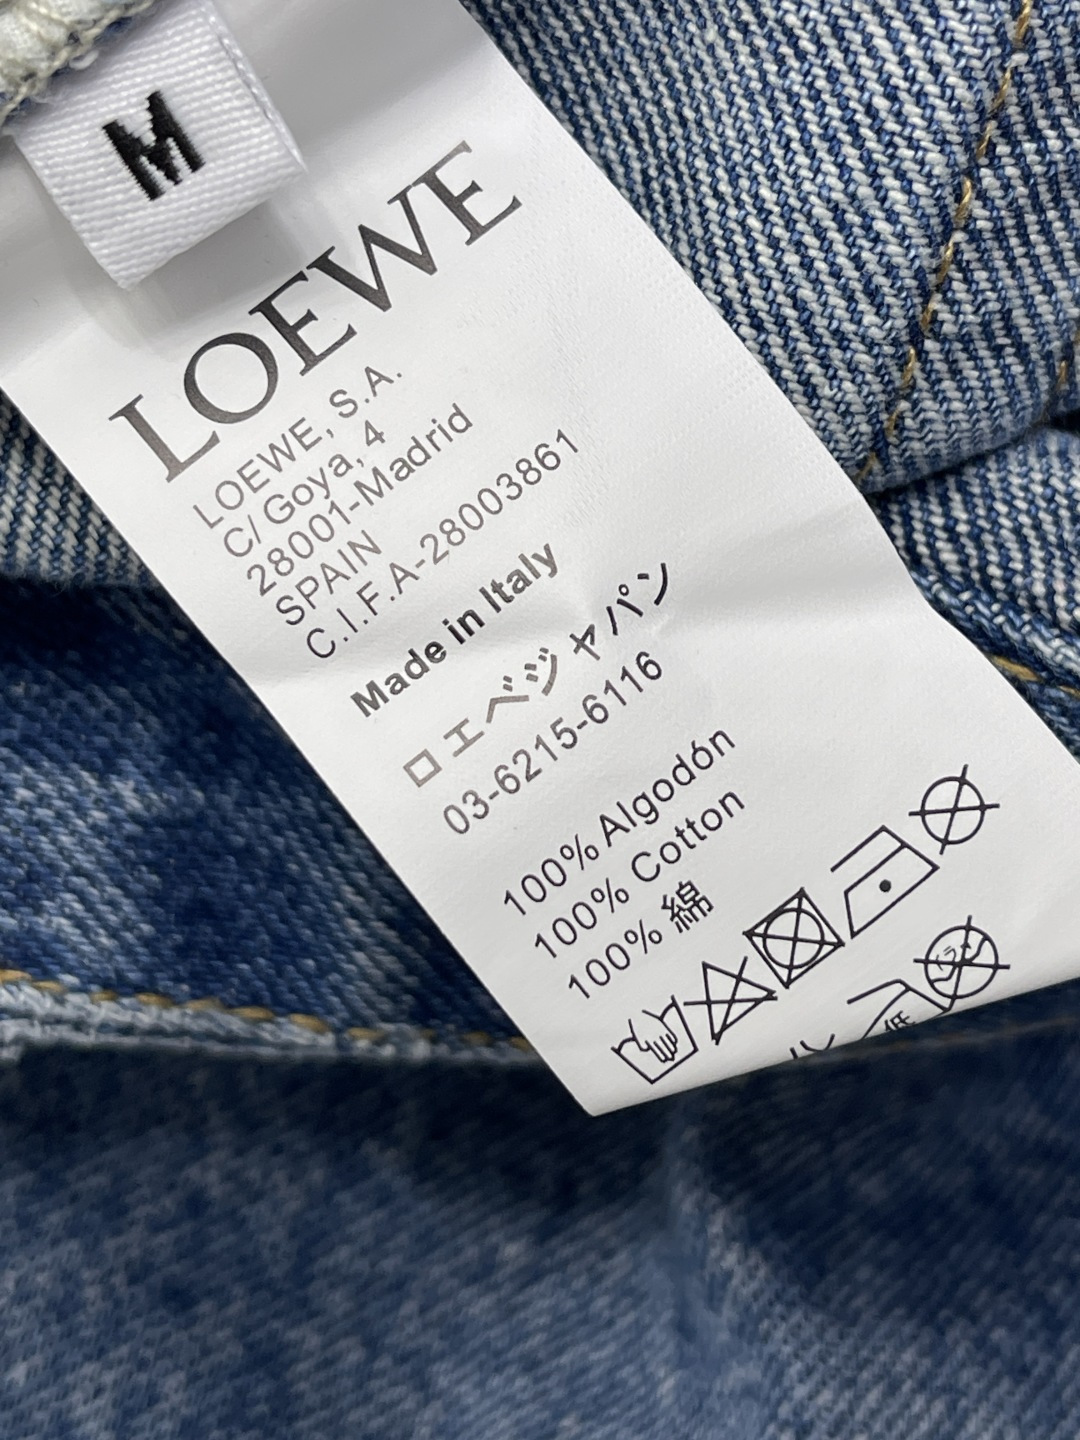 M
LOEWE
LOEWE, S.A.
C/ Goya, 4
28001-Madrid
SPAIN
C.I.F.A-28003861
Made in Italy
ロエベジャパン
03-6215-6116
100% Algodón
100% Cotton
100% 綿
低